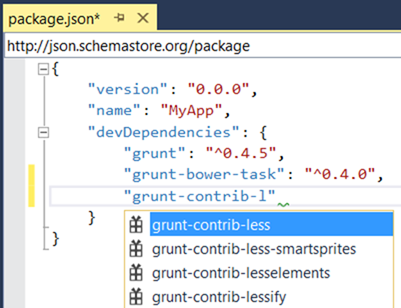 package.json*
http://json.schemastore.org/package
{
"version": "0.0.0",
"name": "MyApp",
"devDependencies": {
"grunt": "^0.4.5",
"grunt-bower-task": "^0.4.0",
"grunt-contrib-l"
}
grunt-contrib-less
}
grunt-contrib-less-smartsprites
grunt-contrib-lesselements
grunt-contrib-lessify